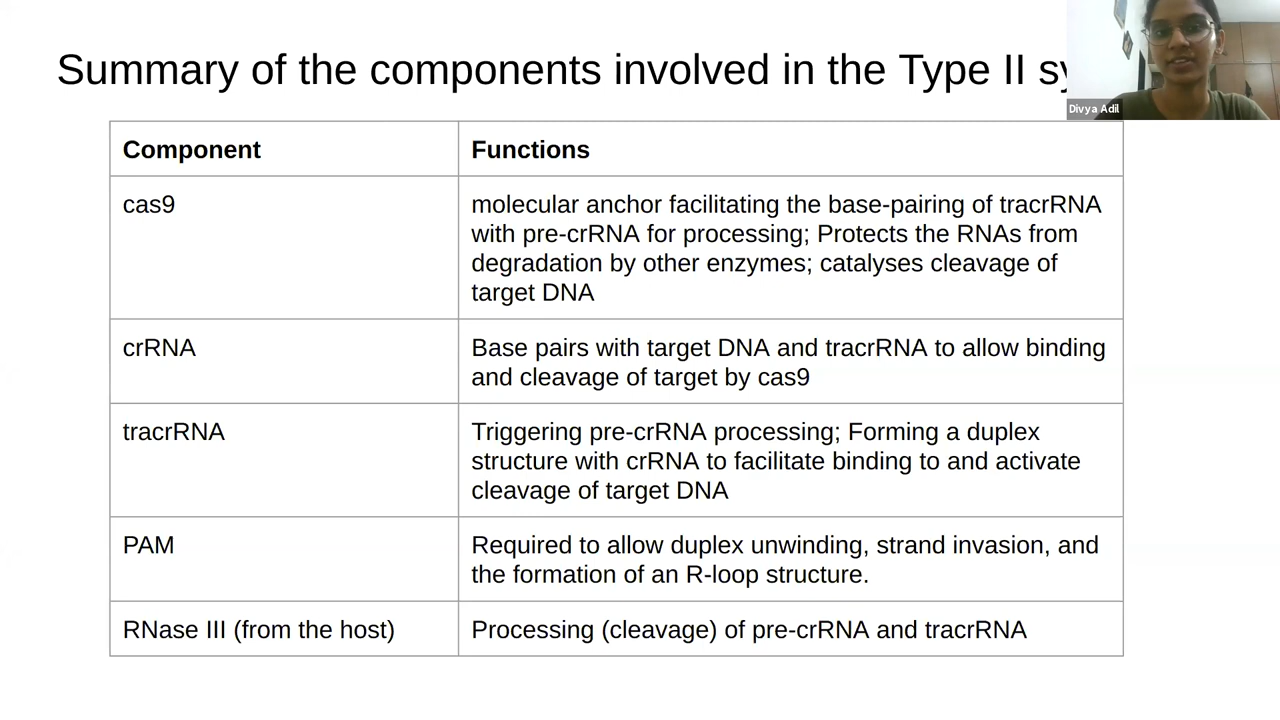 Summary of the components involved in the Type II
Divya Adil
Component Functions
cas9 molecular anchor facilitating the base-pairing of tracrRNA
with pre-crRNA for processing; Protects the RNAs from
degradation by other enzymes; catalyses cleavage of
target DNA
crRNA Base pairs with target DNA and tracrRNA to allow binding
and cleavage of target by cas9
tracrRNA Triggering pre-crRNA processing; Forming a duplex
structure with crRNA to facilitate binding to and activate
cleavage of target DNA
PAM Required to allow duplex unwinding, strand invasion, and
the formation of an R-loop structure.
RNase III (from the host) Processing (cleavage) of pre-crRNA and tracrRNA